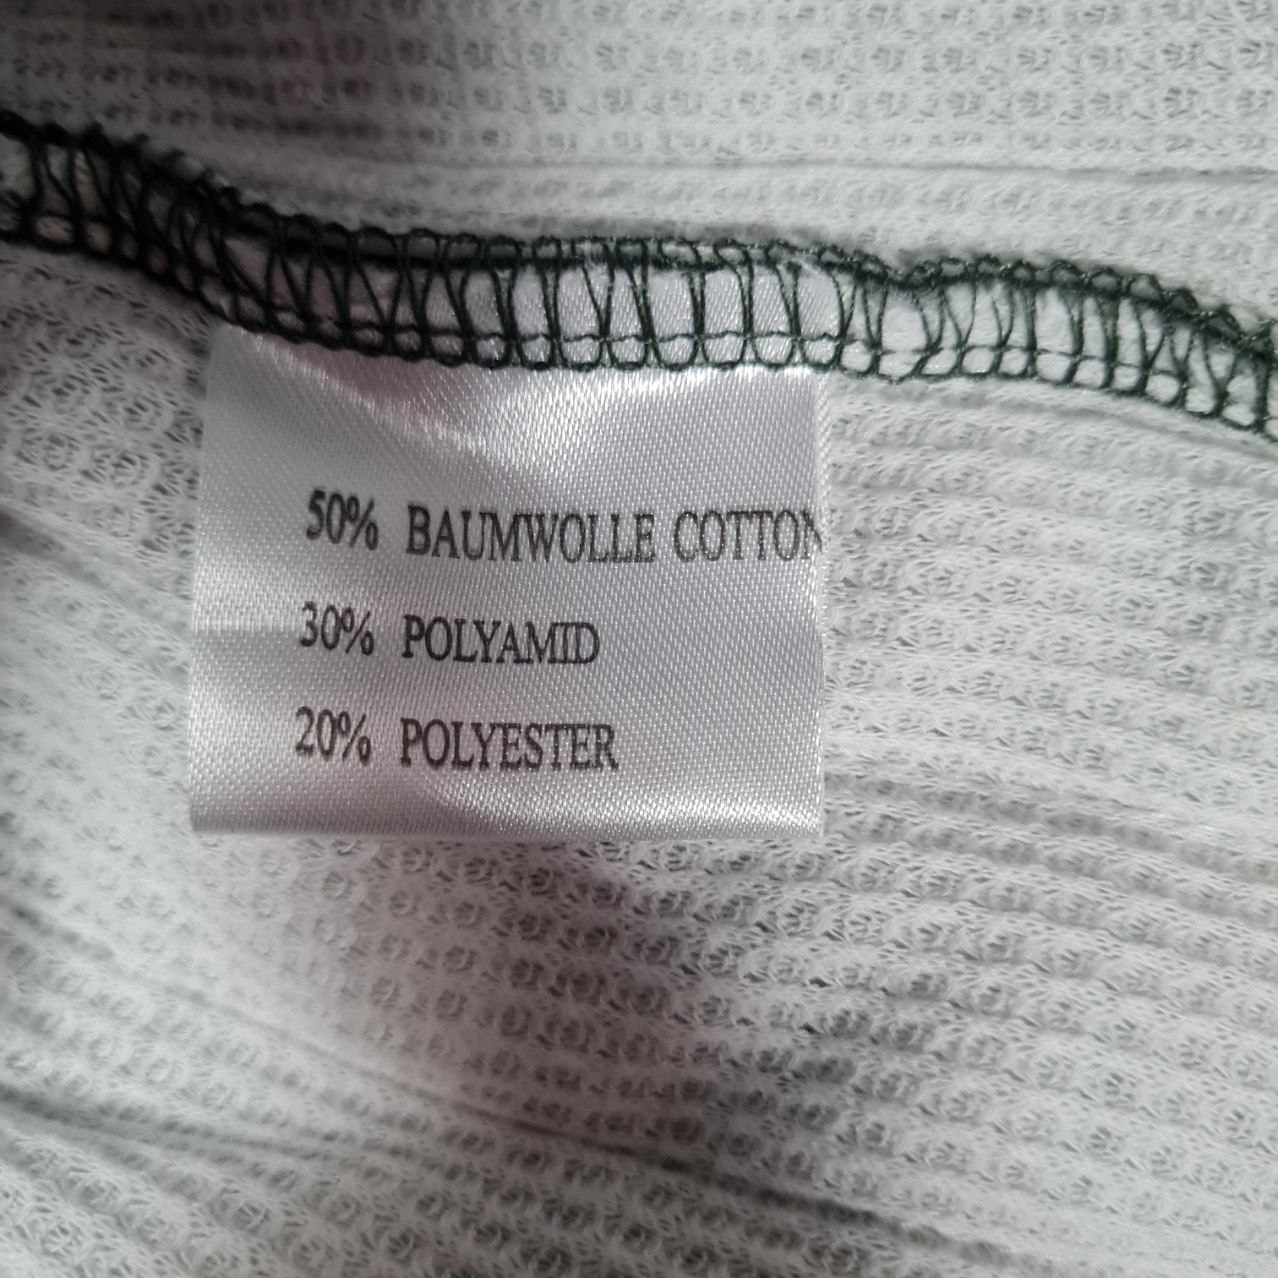 50% BAUMWOLLE COTTON
30% POLYAMID
20% POLYESTER